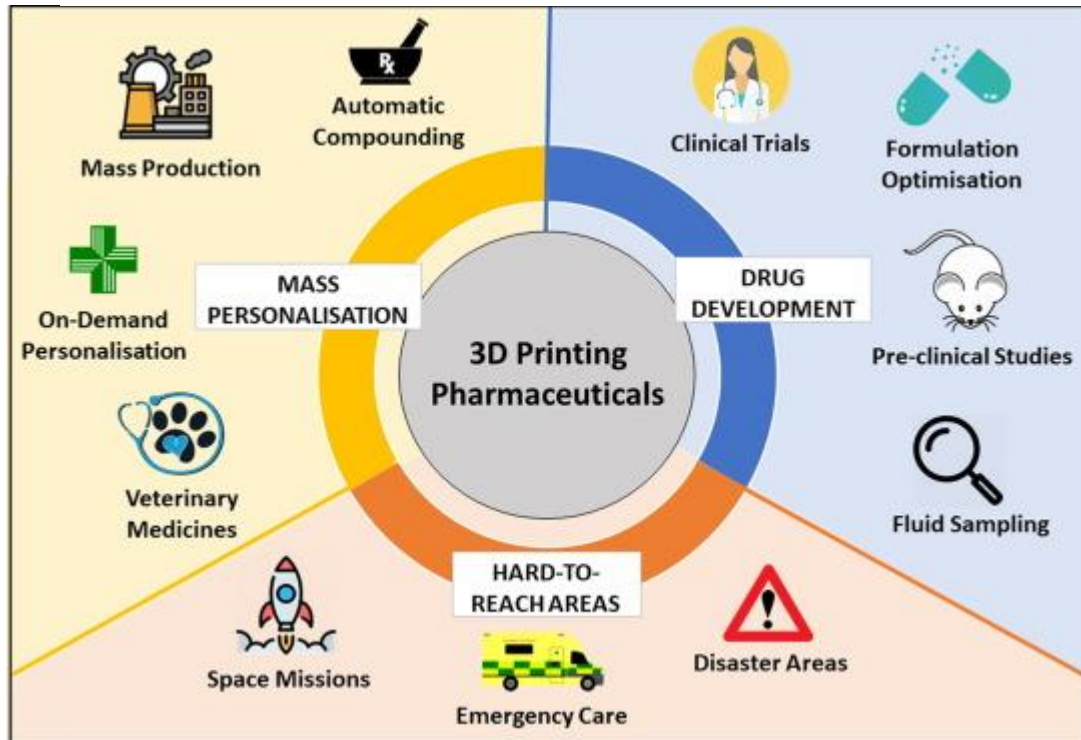 3D Printing
Pharmaceuticals
MASS
PERSONALISATION
Mass Production
Rx
Automatic
Compounding
On-Demand
Personalisation
Veterinary
Medicines
DRUG
DEVELOPMENT
Clinical Trials
Formulation
Optimisation
Pre-clinical Studies
Fluid Sampling
HARD-TO-
REACH AREAS
Space Missions
Emergency Care
Disaster Areas
!